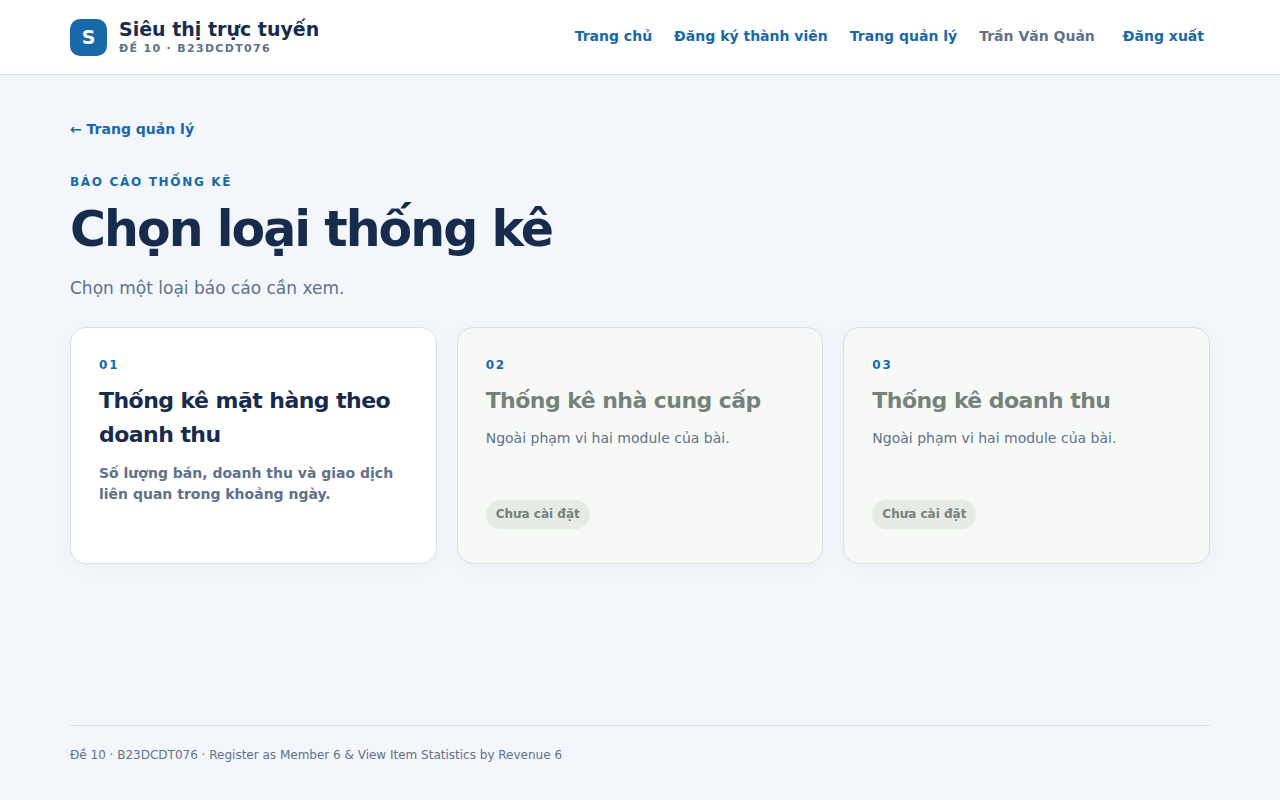 S
Siêu thị trực tuyến
ĐỀ 10 · B23DCDT076
Trang chủ Đăng ký thành viên Trang quản lý Trần Văn Quản Đăng xuất
← Trang quản lý
BÁO CÁO THỐNG KÊ
Chọn loại thống kê
Chọn một loại báo cáo cần xem.
01
Thống kê mặt hàng theo
doanh thu
Số lượng bán, doanh thu và giao dịch
liên quan trong khoảng ngày.
02
Thống kê nhà cung cấp
Ngoài phạm vi hai module của bài.
Chưa cài đặt
03
Thống kê doanh thu
Ngoài phạm vi hai module của bài.
Chưa cài đặt
Đề 10 · B23DCDT076 · Register as Member 6 & View Item Statistics by Revenue 6